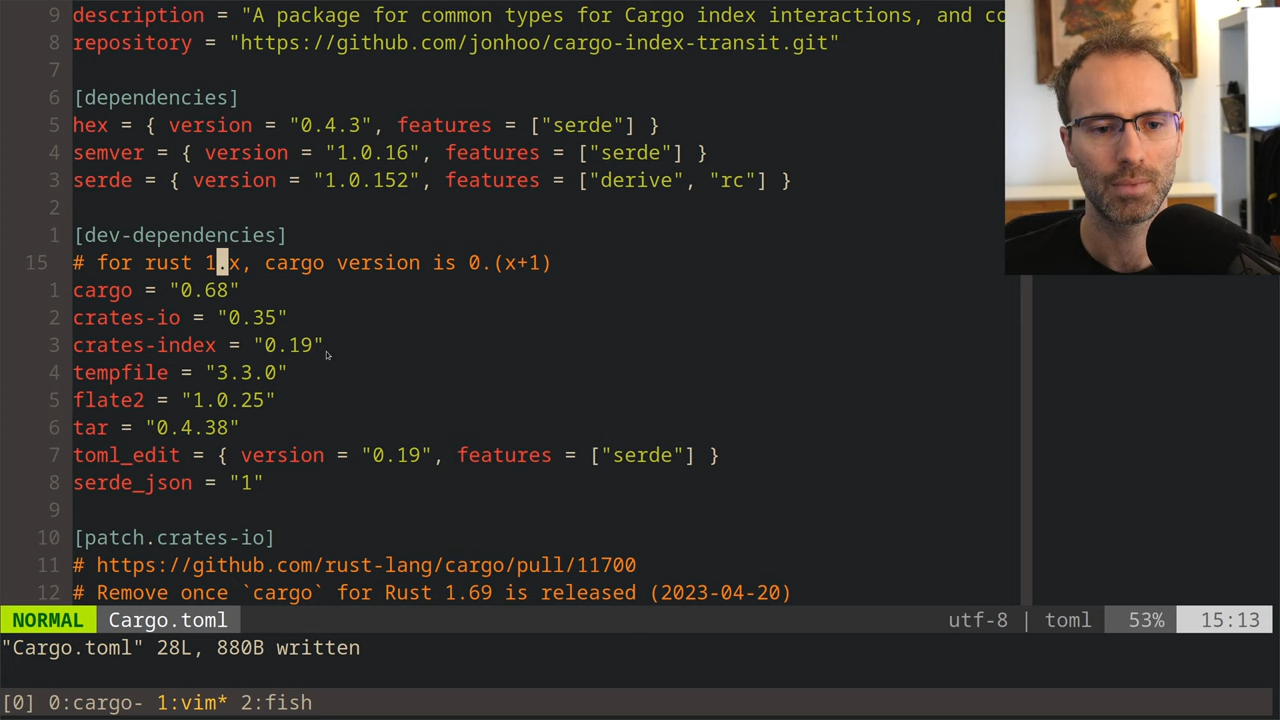 9 description = "A package for common types for Cargo index interactions, and co
8 repository = "https://github.com/jonhoo/cargo-index-transit.git"
7
6 [dependencies]
5 hex = { version = "0.4.3", features = ["serde"] }
4 semver = { version = "1.0.16", features = ["serde"] }
3 serde = { version = "1.0.152", features = ["derive", "rc"] }
2
1 [dev-dependencies]
15 # for rust 1.x, cargo version is 0.(x+1)
1 cargo = "0.68"
2 crates-io = "0.35"
3 crates-index = "0.19"
4 tempfile = "3.3.0"
5 flate2 = "1.0.25"
6 tar = "0.4.38"
7 toml_edit = { version = "0.19", features = ["serde"] }
8 serde_json = "1"
9
10 [patch.crates-io]
11 # https://github.com/rust-lang/cargo/pull/11700
12 # Remove once `cargo` for Rust 1.69 is released (2023-04-20)
NORMAL Cargo.toml utf-8 | toml 53% 15:13
"Cargo.toml" 28L, 880B written
[0] 0:cargo- 1:vim* 2:fish